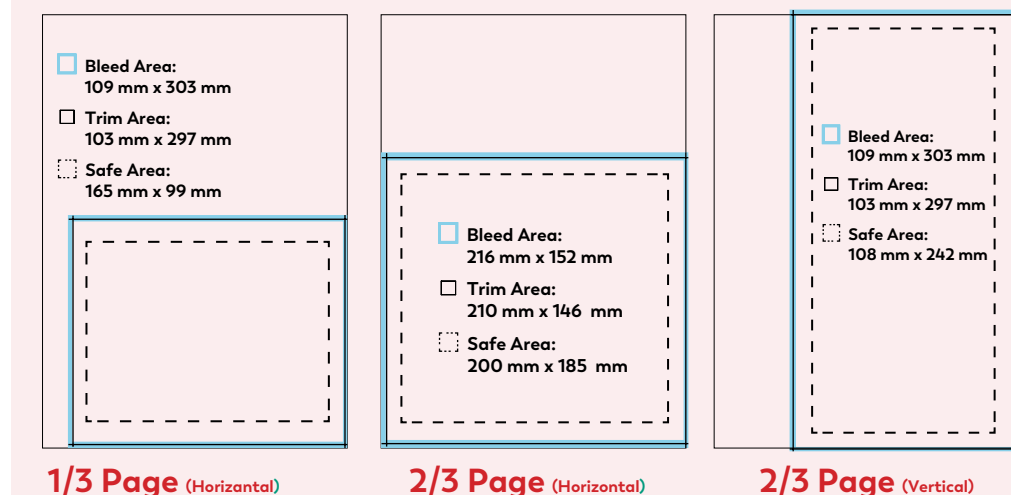 Bleed Area:
109 mm x 303 mm
Trim Area:
103 mm x 297 mm
Safe Area:
165 mm x 99 mm
1/3 Page (Horizantal)
Bleed Area:
216 mm x 152 mm
Trim Area:
210 mm x 146 mm
Safe Area:
200 mm x 185 mm
2/3 Page (Horizontal)
Bleed Area:
109 mm x 303 mm
Trim Area:
103 mm x 297 mm
Safe Area:
108 mm x 242 mm
2/3 Page (Vertical)